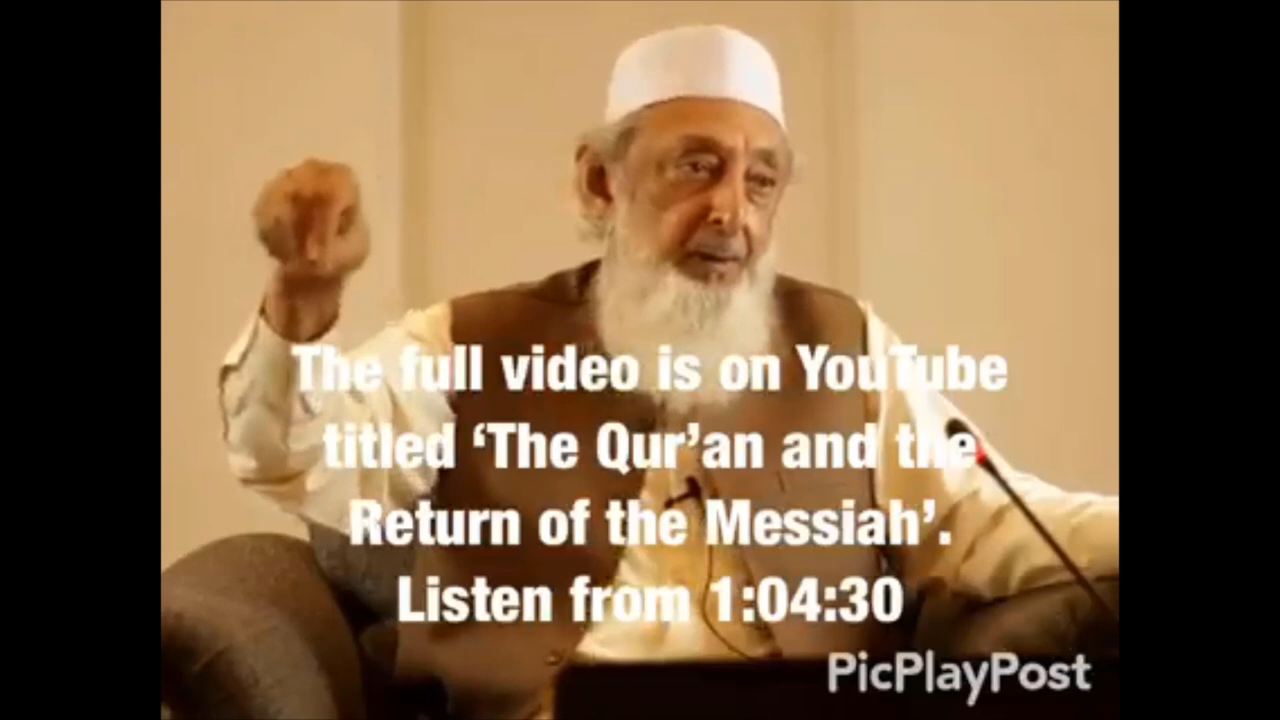 The full video is on YouTube
titled ‘The Qur’an and the
Return of the Messiah’.
Listen from 1:04:30
PicPlayPost